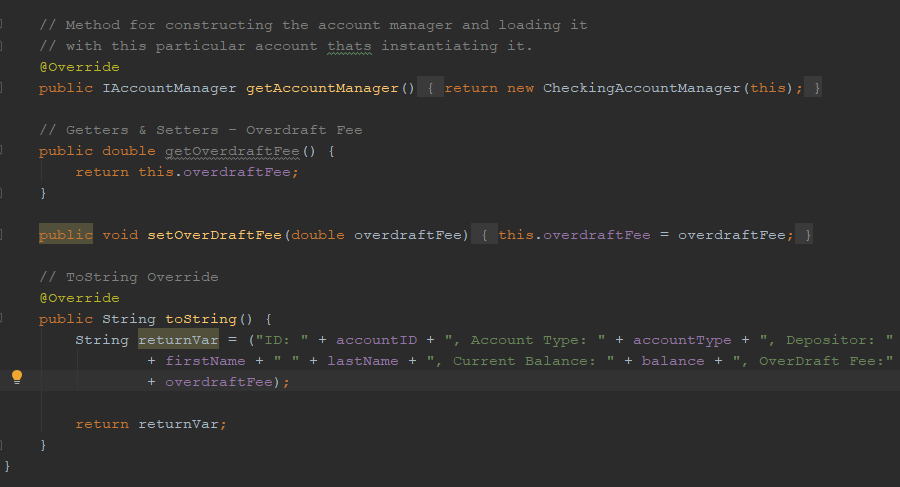 // Method for constructing the account manager and loading it
// with this particular account thats instantiating it.
@Override
public IAccountManager getAccountManager() { return new CheckingAccountManager(this); }
// Getters & Setters - Overdraft Fee
public double getOverdraftFee() {
return this.overdraftFee;
}
public void setOverDraftFee(double overdraftFee) { this.overdraftFee = overdraftFee; }
// ToString Override
@Override
public String toString() {
String returnVar = ("ID: " + accountID + ", Account Type: " + accountType + ", Depositor: "
+ firstName + " " + lastName + ", Current Balance: " + balance + ", OverDraft Fee:"
+ overdraftFee);
return returnVar;
}
}